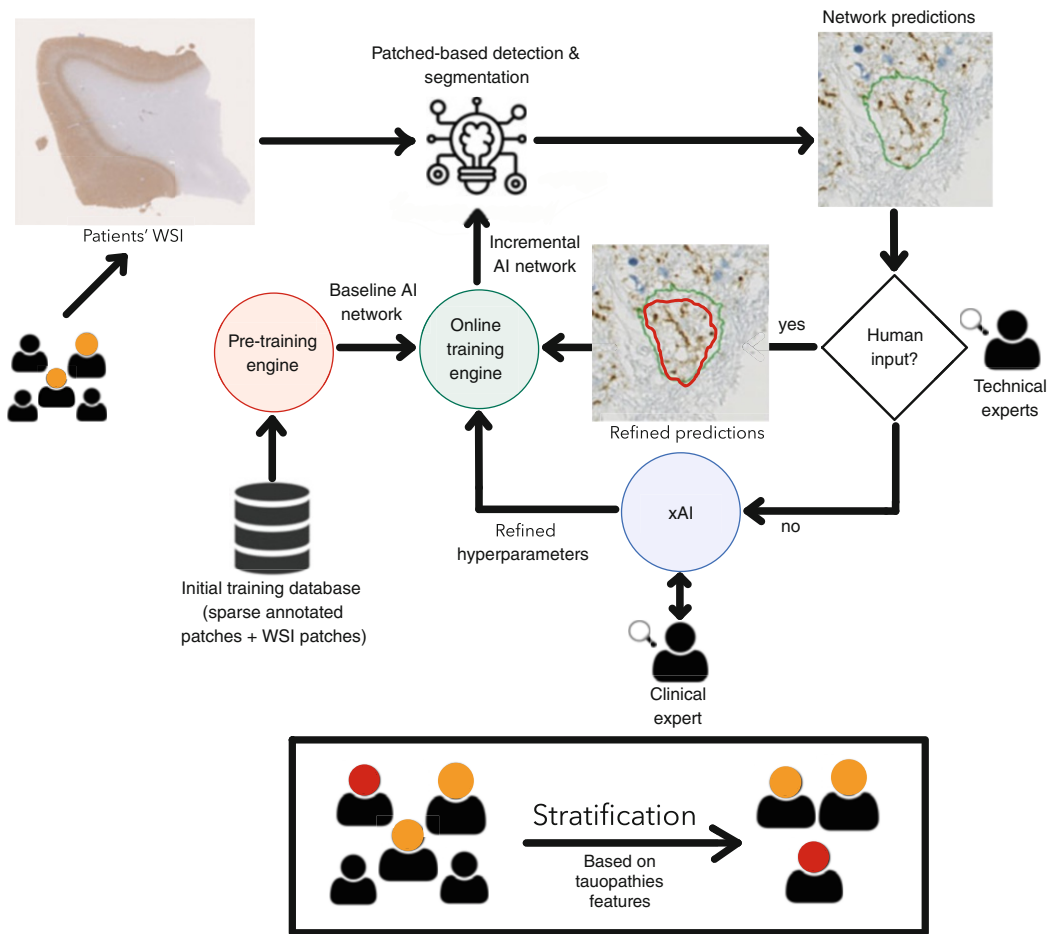 Network predictions
Patched-based detection &
segmentation
Patients' WSI
Incremental
AI network
Baseline AI
network
Pre-training
engine
Online
training
engine
yes
Human
input?
Technical
experts
Refined predictions
xAI
no
Refined
hyperparameters
Initial training database
(sparse annotated
patches + WSI patches)
Clinical
expert
Stratification
Based on
tauopathies
features